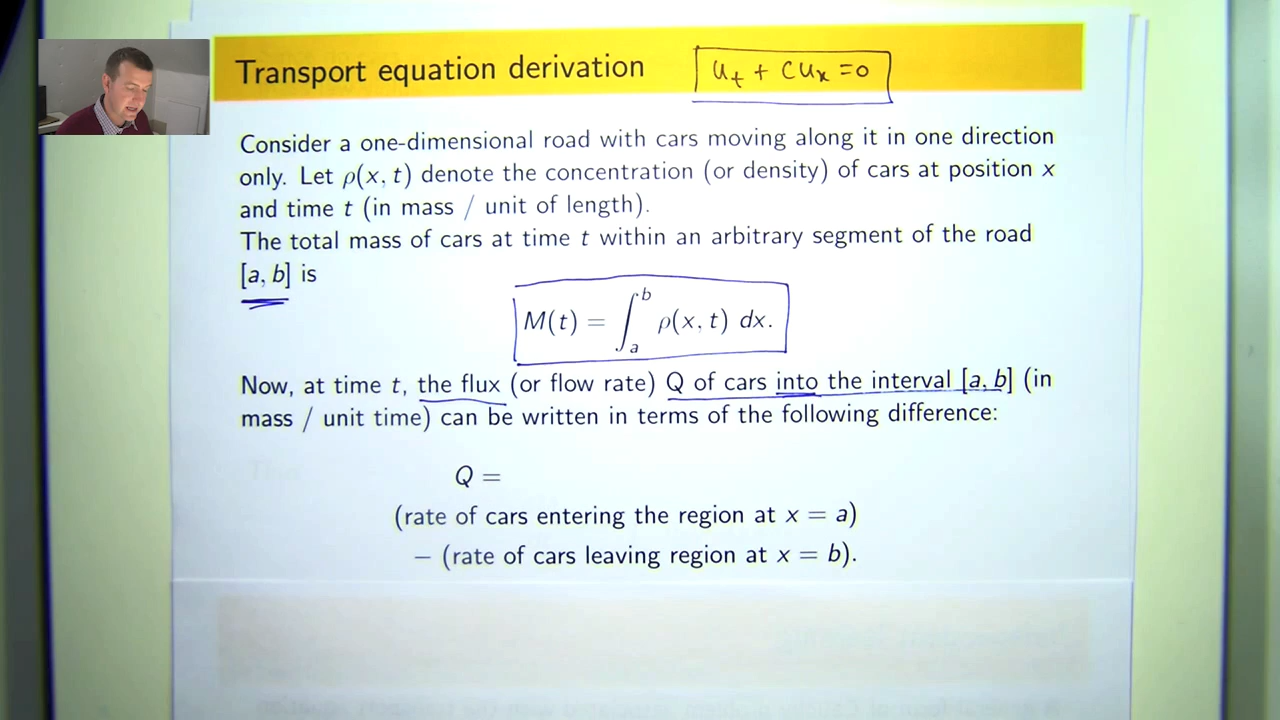 Transport equation derivation u_t + cu_x = 0
Consider a one-dimensional road with cars moving along it in one direction
only. Let ρ(x, t) denote the concentration (or density) of cars at position x
and time t (in mass / unit of length).
The total mass of cars at time t within an arbitrary segment of the road
[a, b] is
M(t) = ∫_a^b ρ(x, t) dx.
Now, at time t, the flux (or flow rate) Q of cars into the interval [a, b] (in
mass / unit time) can be written in terms of the following difference:
Q =
(rate of cars entering the region at x = a)
− (rate of cars leaving region at x = b).